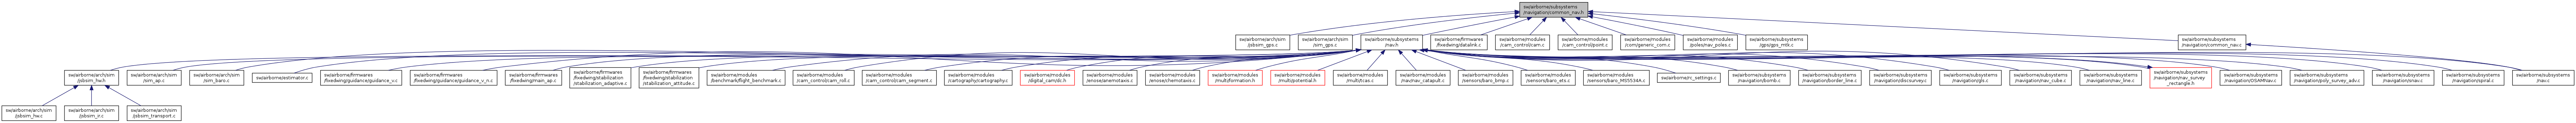 sw/airborne/subsystems
/navigation/common_nav.h
sw/airborne/arch/sim
/jsbsim_gps.c
sw/airborne/arch/sim
/sim_gps.c
sw/airborne/subsystems
/nav.h
sw/airborne/firmwares
/fixedwing/datalink.c
sw/airborne/modules
/cam_control/cam.c
sw/airborne/modules
/cam_control/point.c
sw/airborne/modules
/com/generic_com.c
sw/airborne/modules
/poles/nav_poles.c
sw/airborne/subsystems
/gps/gps_mtk.c
sw/airborne/subsystems
/navigation/common_nav.c
sw/airborne/arch/sim
/jsbsim_hw.h
sw/airborne/arch/sim
/sim_ap.c
sw/airborne/arch/sim
/sim_baro.c
sw/airborne/estimator.c
sw/airborne/firmwares
/fixedwing/guidance/guidance_v.c
sw/airborne/firmwares
/fixedwing/guidance/guidance_v_n.c
sw/airborne/firmwares
/fixedwing/main_ap.c
sw/airborne/firmwares
/fixedwing/stabilization
/stabilization_adaptive.c
sw/airborne/firmwares
/fixedwing/stabilization
/stabilization_attitude.c
sw/airborne/modules
/benchmark/flight_benchmark.c
sw/airborne/modules
/cam_control/cam_roll.c
sw/airborne/modules
/cam_control/cam_segment.c
sw/airborne/modules
/cartography/cartography.c
sw/airborne/modules
/digital_cam/dc.h
sw/airborne/modules
/enose/anemotaxis.c
sw/airborne/modules
/enose/chemotaxis.c
sw/airborne/modules
/multi/formation.h
sw/airborne/modules
/multi/potential.h
sw/airborne/modules
/multi/tcas.c
sw/airborne/modules
/nav/nav_catapult.c
sw/airborne/modules
/sensors/baro_bmp.c
sw/airborne/modules
/sensors/baro_ets.c
sw/airborne/modules
/sensors/baro_MS5534A.c
sw/airborne/rc_settings.c
sw/airborne/subsystems
/navigation/bomb.c
sw/airborne/subsystems
/navigation/border_line.c
sw/airborne/subsystems
/navigation/discsurvey.c
sw/airborne/subsystems
/navigation/gls.c
sw/airborne/subsystems
/navigation/nav_cube.c
sw/airborne/subsystems
/navigation/nav_line.c
sw/airborne/subsystems
/navigation/nav_survey
_rectangle.h
sw/airborne/subsystems
/navigation/OSAMNav.c
sw/airborne/subsystems
/navigation/poly_survey_adv.c
sw/airborne/subsystems
/navigation/snav.c
sw/airborne/subsystems
/navigation/spiral.c
sw/airborne/subsystems
/nav.c
sw/airborne/arch/sim
/jsbsim_hw.c
sw/airborne/arch/sim
/jsbsim_ir.c
sw/airborne/arch/sim
/jsbsim_transport.c